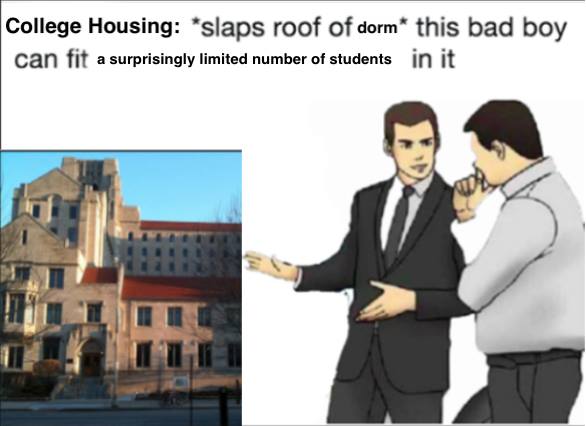 College Housing: *slaps roof of dorm* this bad boy
can fit a surprisingly limited number of students in it